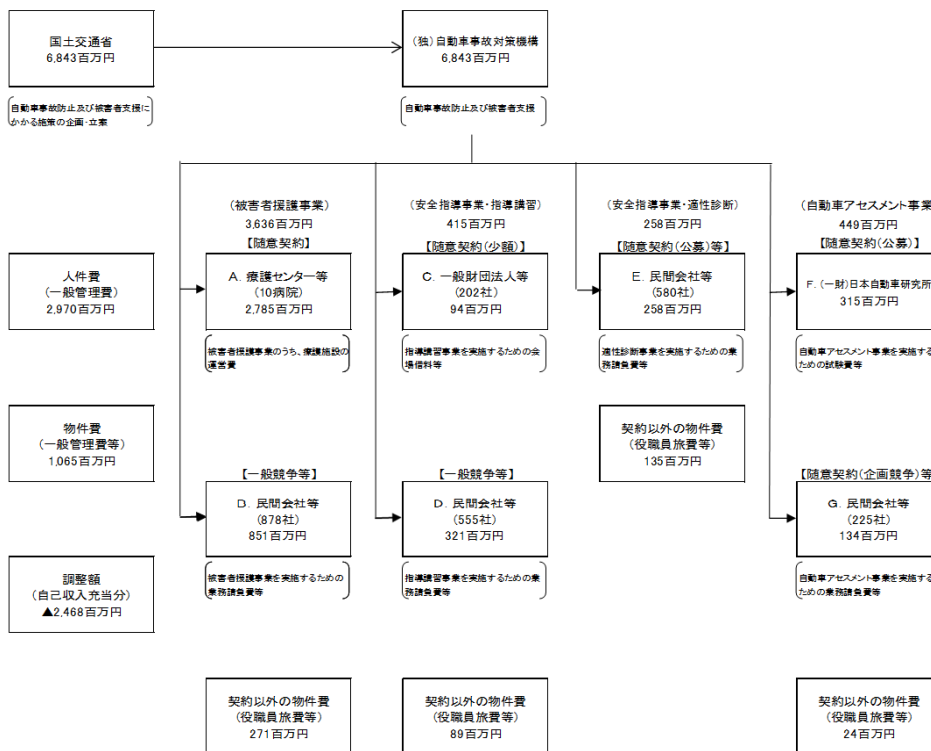 国土交通省
6,843百万円
(独)自動車事故対策機構
6,843百万円
自動車事故防止及び被害者支援に
かかる施策の企画・立案
自動車事故防止及び被害者支援
(被害者援護事業)
3,636百万円
【随意契約】
(安全指導事業・指導講習)
415百万円
【随意契約(少額)】
(安全指導事業・適性診断)
258百万円
【随意契約(公募)等】
(自動車アセスメント事業
449百万円
【随意契約(公募)】
人件費
(一般管理費)
2,970百万円
A. 療護センター等
(10病院)
2,785百万円
C. 一般財団法人等
(202社)
94百万円
E. 民間会社等
(580社)
258百万円
F. (一財)日本自動車研究所
315百万円
被害者援護事業のうち、療護施設の
運営費
指導講習事業を実施するための会
場借料等
適性診断事業を実施するための業
務請負費等
自動車アセスメント事業を実施する
ための試験費等
物件費
(一般管理費等)
1,065百万円
契約以外の物件費
(役職員旅費等)
135百万円
【一般競争等】
【一般競争等】
【随意契約(企画競争)等
B. 民間会社等
(878社)
851百万円
D. 民間会社等
(555社)
321百万円
G. 民間会社等
(225社)
134百万円
調整額
(自己収入充当分)
▲2,468百万円
被害者援護事業を実施するための
業務請負費等
指導講習事業を実施するための業
務請負費等
自動車アセスメント事業を実施する
ための業務請負費等
契約以外の物件費
(役職員旅費等)
271百万円
契約以外の物件費
(役職員旅費等)
89百万円
契約以外の物件費
(役職員旅費等)
24百万円